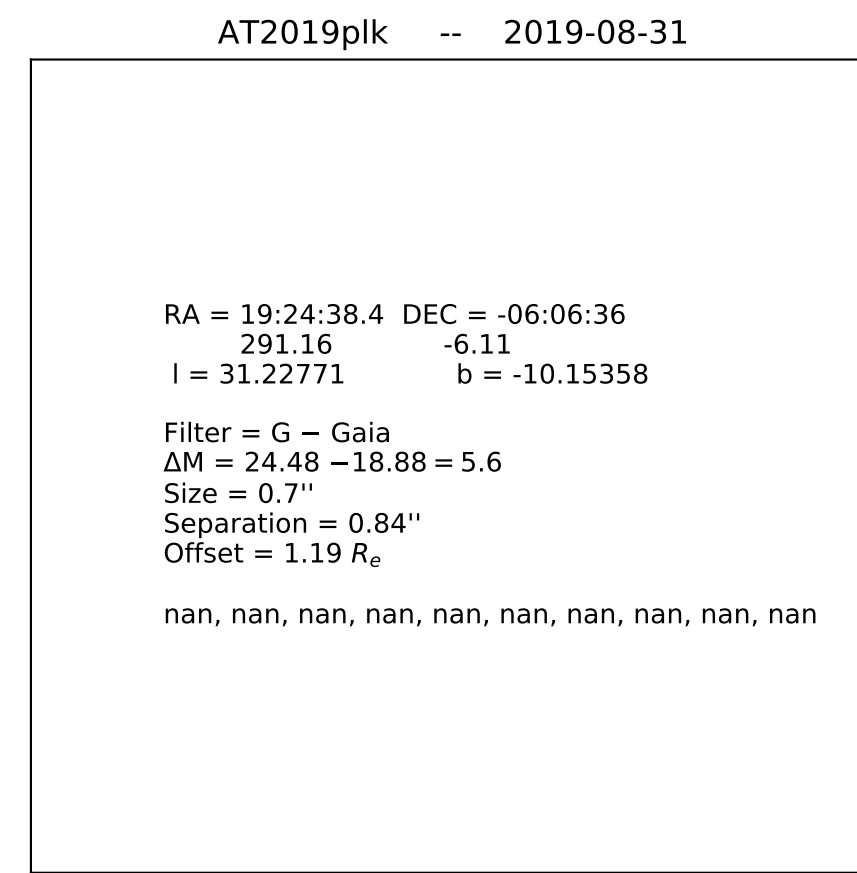 AT2019plk -- 2019-08-31
RA = 19:24:38.4 DEC = -06:06:36
291.16 -6.11
l = 31.22771 b = -10.15358
Filter = G − Gaia
ΔM = 24.48 −18.88 = 5.6
Size = 0.7''
Separation = 0.84''
Offset = 1.19 Re
nan, nan, nan, nan, nan, nan, nan, nan, nan, nan